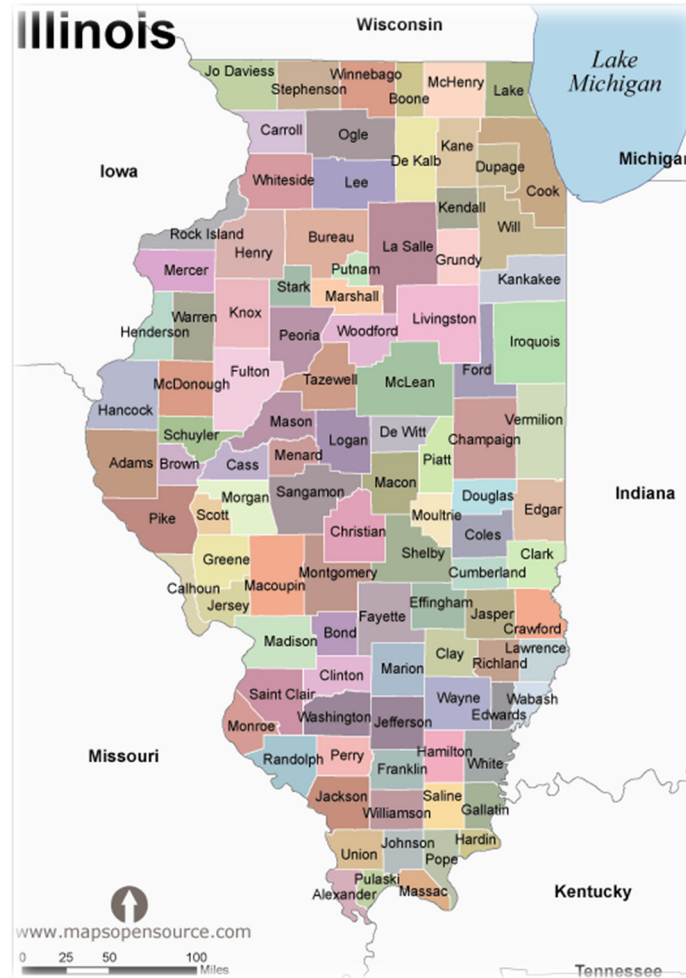 Illinois
Wisconsin
Lake
Michigan
Jo Daviess
Stephenson
Winnebago
Boone
McHenry
Lake
Carroll
Ogle
De Kalb
Kane
Dupage
Cook
Michigan
Iowa
Whiteside
Lee
Kendall
Will
Rock Island
Henry
Bureau
La Salle
Grundy
Mercer
Putnam
Kankakee
Stark
Marshall
Henderson
Warren
Knox
Peoria
Woodford
Livingston
Iroquois
Fulton
Tazewell
McLean
Ford
McDonough
Hancock
Mason
Logan
De Witt
Champaign
Vermilion
Schuyler
Adams
Brown
Cass
Menard
Piatt
Sangamon
Macon
Douglas
Indiana
Pike
Scott
Morgan
Christian
Moultrie
Coles
Edgar
Greene
Shelby
Clark
Calhoun
Macoupin
Montgomery
Cumberland
Jersey
Fayette
Effingham
Jasper
Crawford
Madison
Bond
Clay
Richland
Lawrence
Clinton
Marion
Saint Clair
Wayne
Edwards
Wabash
Monroe
Washington
Jefferson
Missouri
Randolph
Perry
Franklin
Hamilton
White
Jackson
Williamson
Saline
Gallatin
Union
Johnson
Pope
Hardin
Alexander
Pulaski
Massac
Kentucky
www.mapsopensource.com
0 25 50 100
Miles
Tennessee